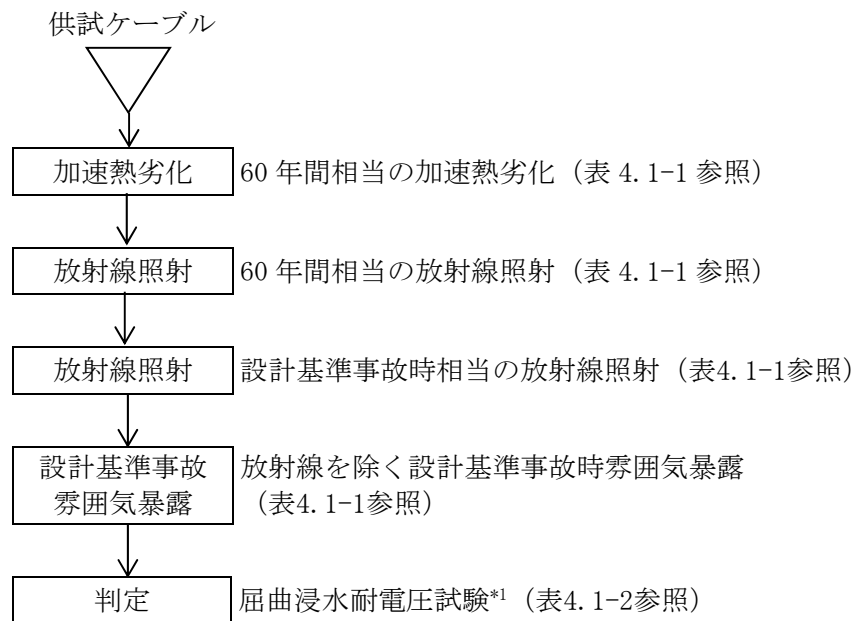 供試ケーブル
加速熱劣化 60 年間相当の加速熱劣化（表 4.1-1 参照）
放射線照射 60 年間相当の放射線照射（表 4.1-1 参照）
放射線照射 設計基準事故時相当の放射線照射（表4.1-1参照）
設計基準事故 放射線を除く設計基準事故時雰囲気暴露
雰囲気暴露 （表4.1-1参照）
判定 屈曲浸水耐電圧試験*1（表4.1-2参照）